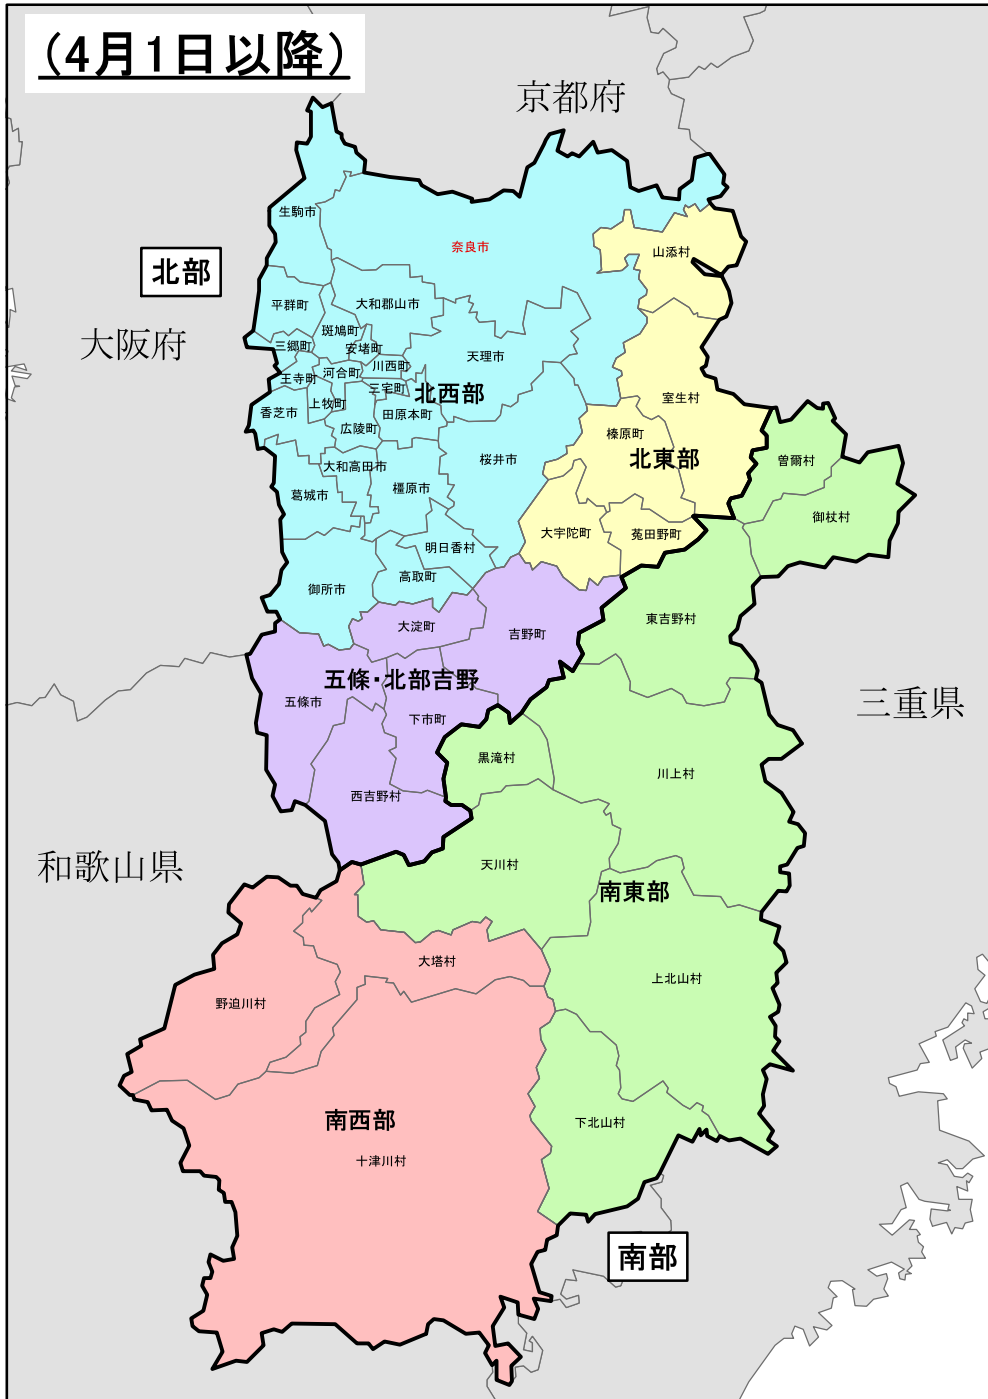 (4月1日以降)
京都府
生駒市
奈良市
山添村
北部
平群町
大和郡山市
斑鳩町
大阪府
三郷町
安堵町
天理市
川西町
河合町
王寺町
三宅町
北西部
室生村
上牧町
香芝市
田原本町
広陵町
榛原町
桜井市
北東部
曽爾村
大和高田市
橿原市
葛城市
御杖村
大宇陀町
菟田野町
明日香村
高取町
御所市
東吉野村
大淀町
吉野町
五條・北部吉野
五條市
三重県
下市町
黒滝村
川上村
西吉野村
和歌山県
天川村
南東部
大塔村
上北山村
野迫川村
南西部
下北山村
十津川村
南部